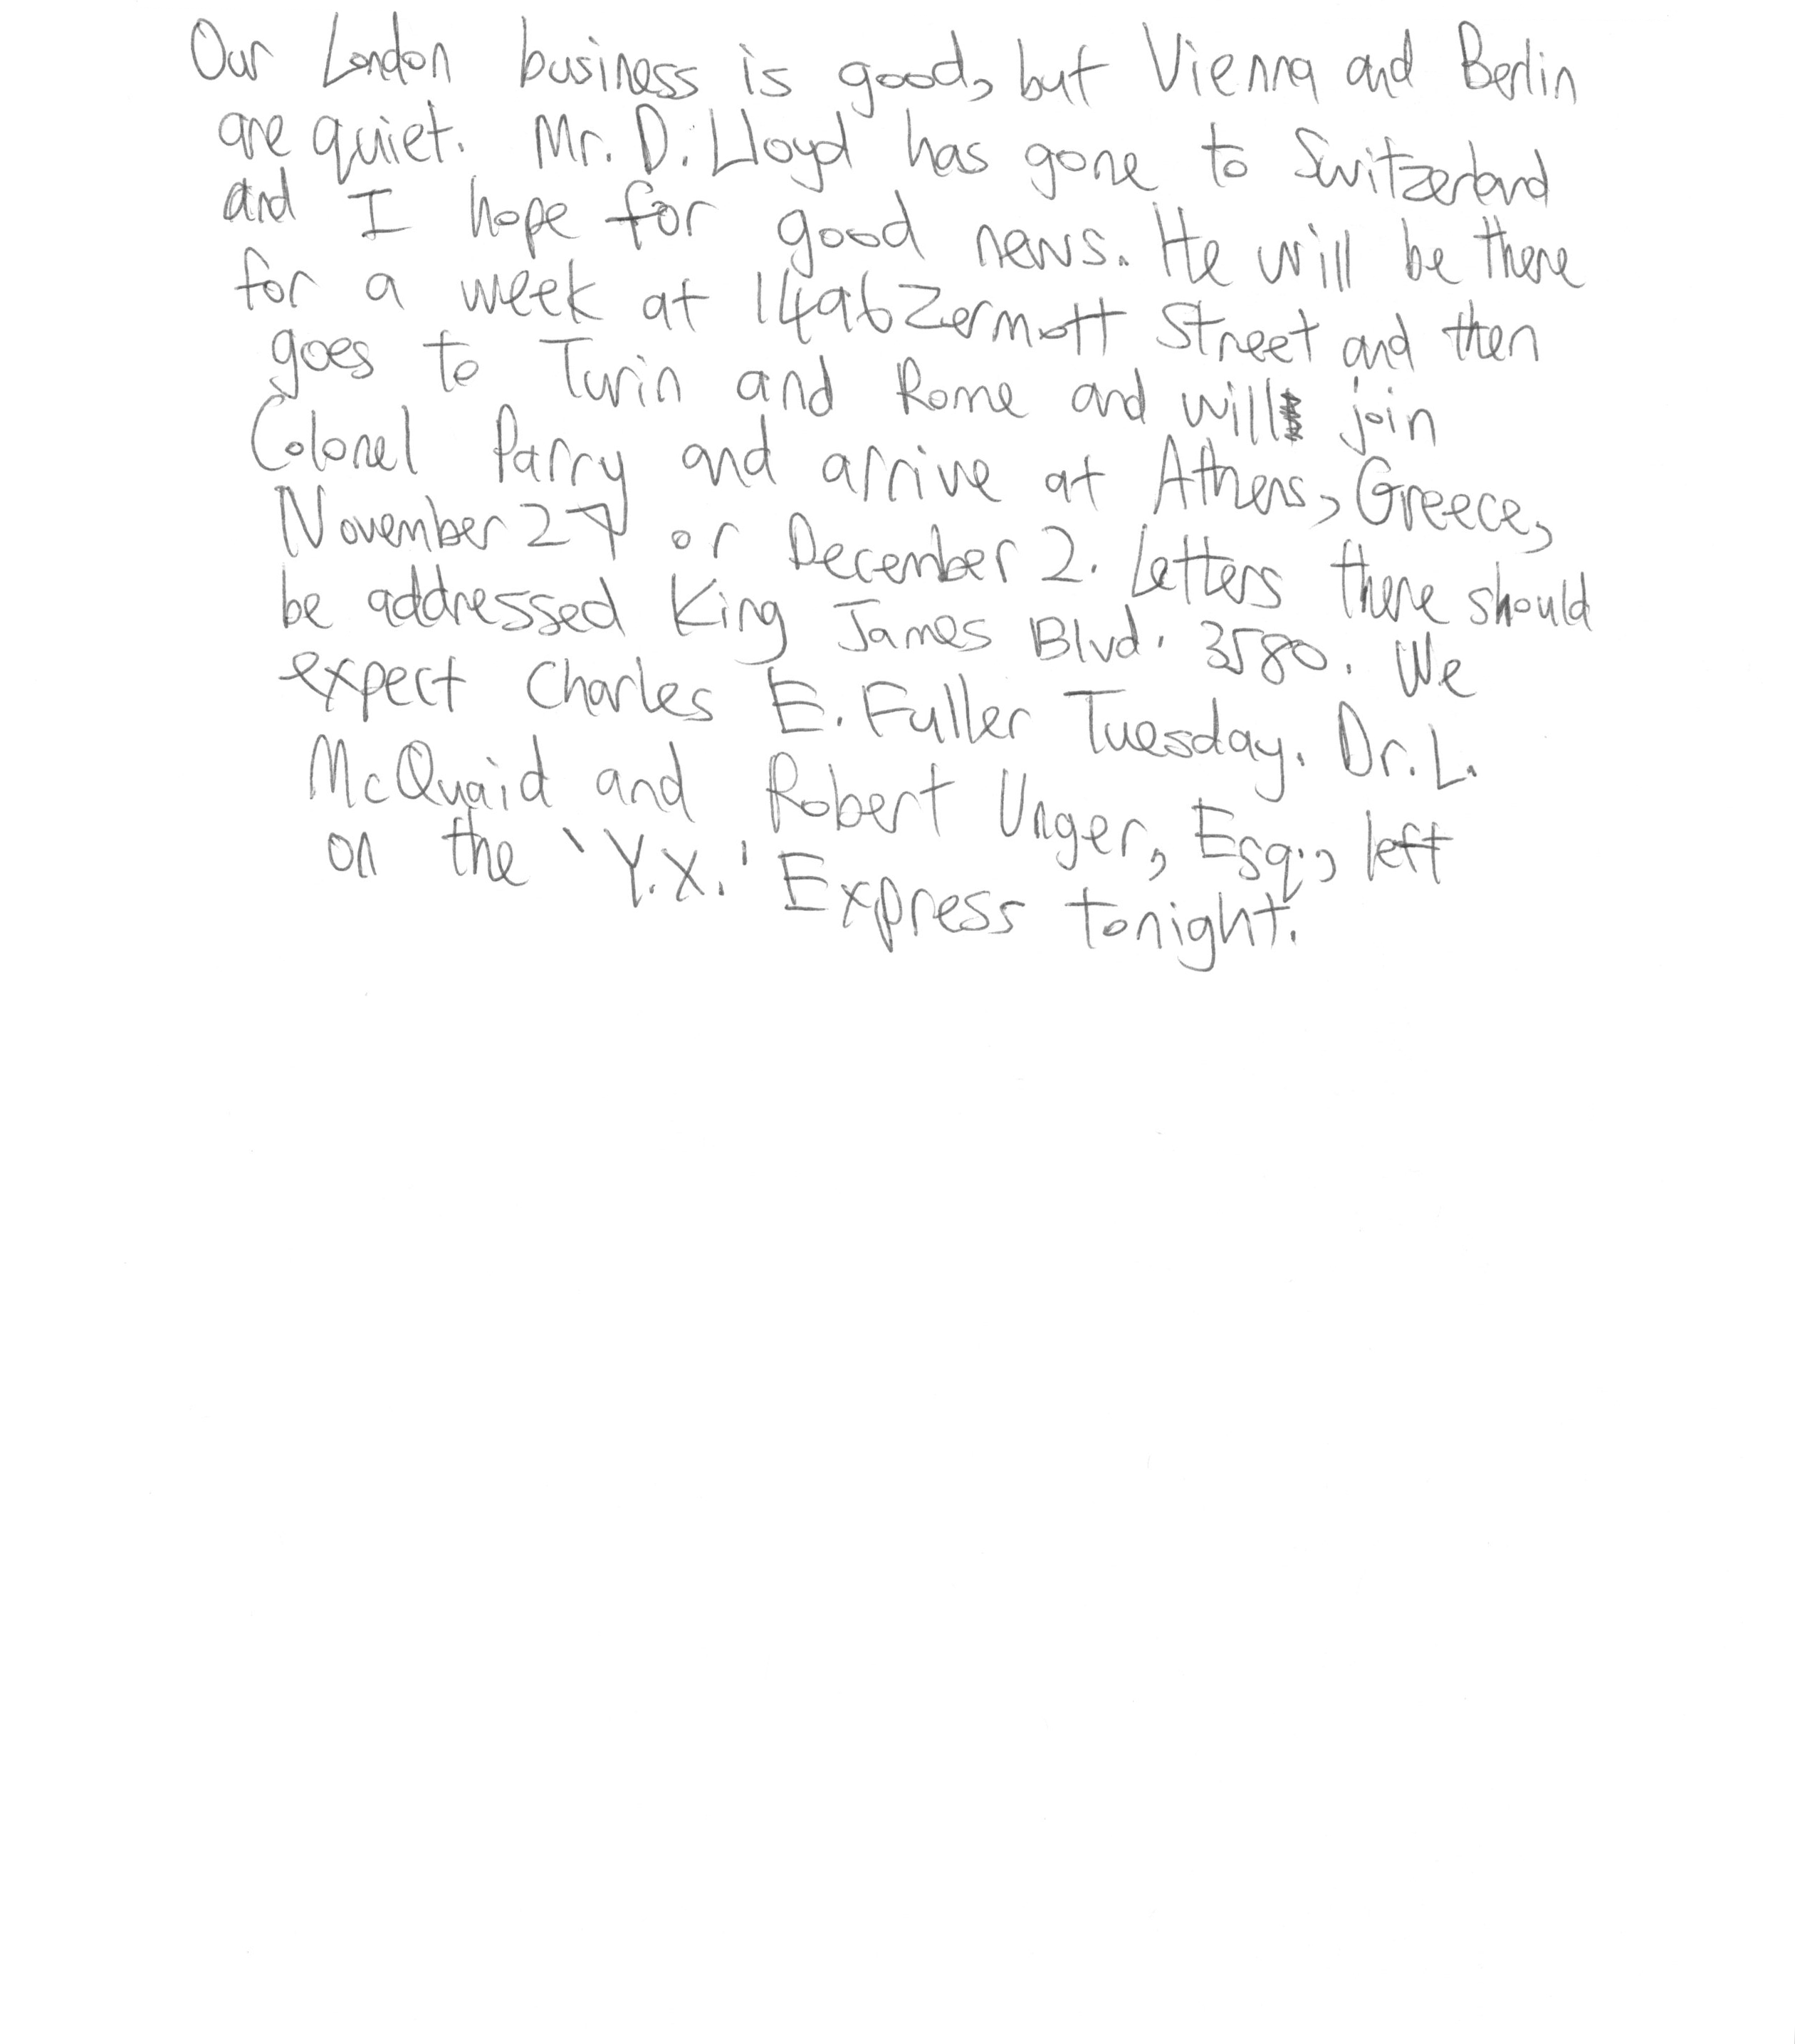 Our London business is good, but Vienna and Berlin
are quiet. Mr. D. Lloyd has gone to Switzerland
and I hope for good news. He will be there
for a week at 1496 Zermott Street and then
goes to Turin and Rome and will join
Colonel Parry and arrive at Athens, Greece,
November 27 or December 2. Letters there should
be addressed King James Blvd. 3580. We
expect Charles E. Fuller Tuesday. Dr. L.
McQuaid and Robert Unger, Esq., left
on the 'Y.X.' Express tonight.